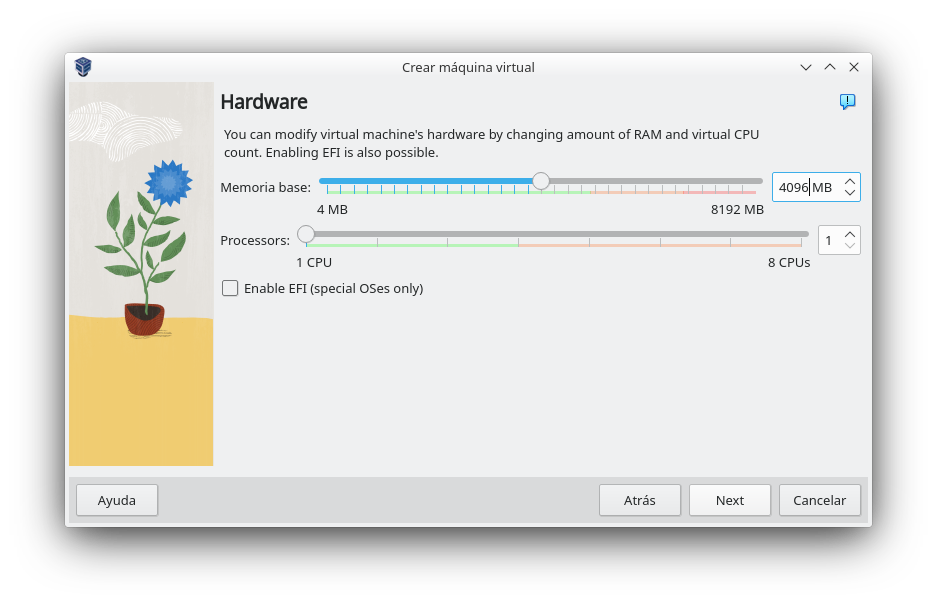 Crear máquina virtual
Hardware
You can modify virtual machine's hardware by changing amount of RAM and virtual CPU
count. Enabling EFI is also possible.
Memoria base: 4096 MB
4 MB 8192 MB
Processors: 1
1 CPU 8 CPUs
Enable EFI (special OSes only)
Ayuda Atrás Next Cancelar